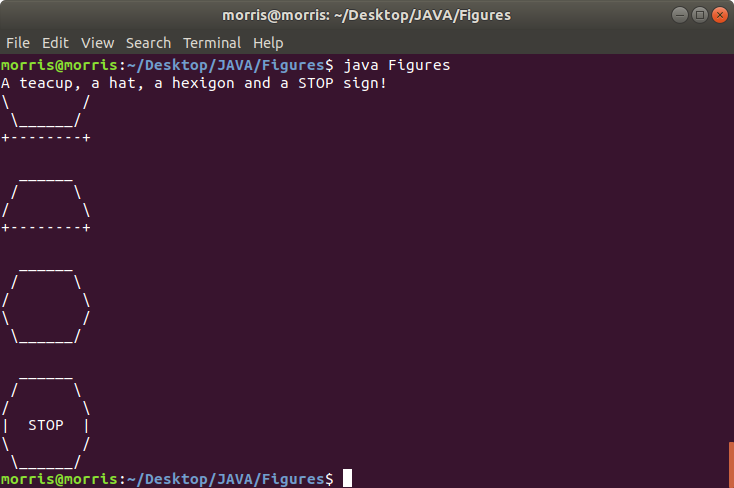 morris@morris: ~/Desktop/JAVA/Figures
File Edit View Search Terminal Help
morris@morris:~/Desktop/JAVA/Figures$ java Figures
A teacup, a hat, a hexigon and a STOP sign!
\        /
 \______/
+--------+

  ______
 /      \
/        \
+--------+

  ______
 /      \
/        \
\        /
 \______/

  ______
 /      \
/        \
|  STOP  |
\        /
 \______/
morris@morris:~/Desktop/JAVA/Figures$